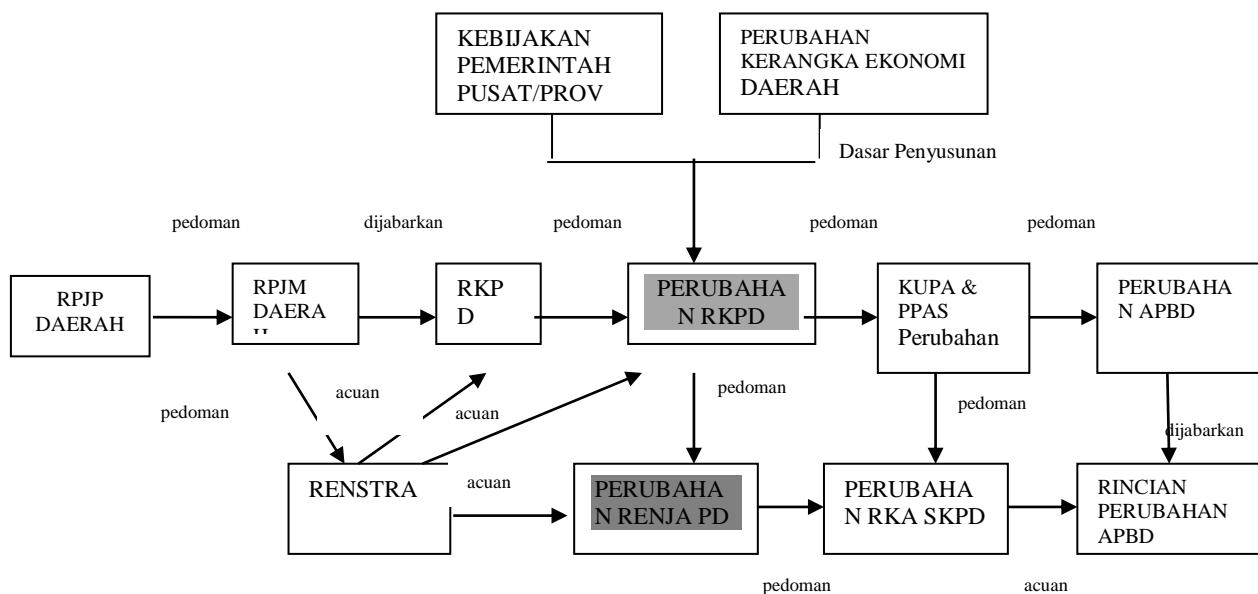 KEBIJAKAN
PEMERINTAH
PUSAT/PROV
PERUBAHAN
KERANGKA EKONOMI
DAERAH
Dasar Penyusunan
pedoman
dijabarkan
pedoman
pedoman
pedoman
RPJP
DAERAH
RPJM
DAERA
H
RKP
D
PERUBAHA
N RKPD
KUPA &
PPAS
Perubahan
PERUBAHA
N APBD
pedoman
acuan
acuan
pedoman
pedoman
dijabarkan
RENSTRA
acuan
PERUBAHA
N RENJA PD
PERUBAHA
N RKA SKPD
RINCIAN
PERUBAHAN
APBD
pedoman
acuan